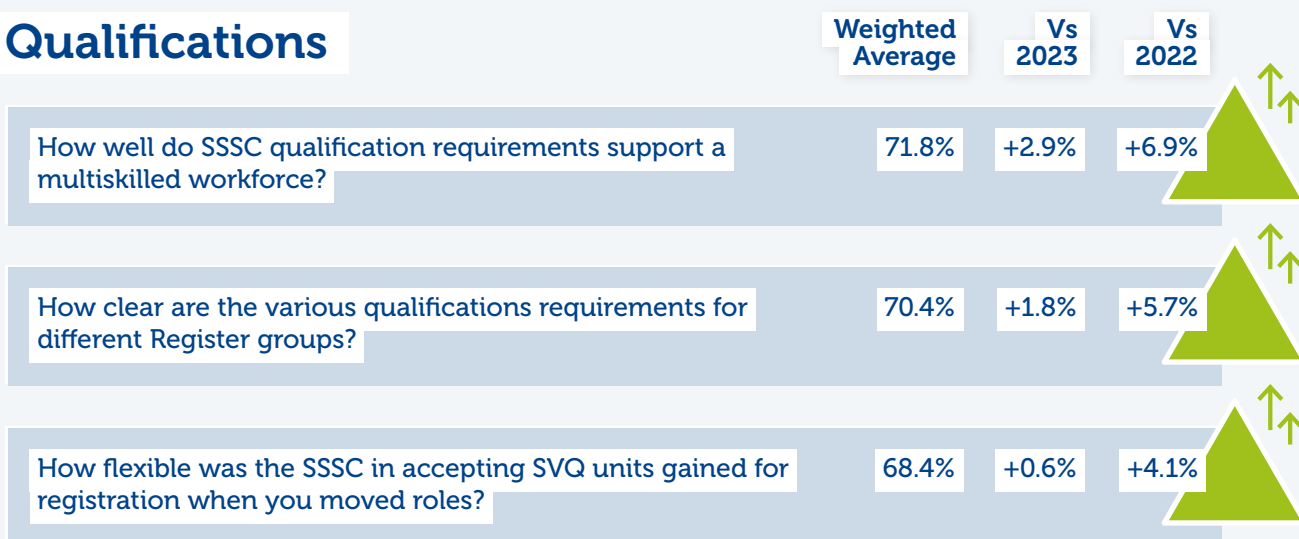 Qualifications
Weighted
Average
Vs
2023
Vs
2022
How well do SSSC qualification requirements support a
multiskilled workforce?
71.8%
+2.9%
+6.9%
How clear are the various qualifications requirements for
different Register groups?
70.4%
+1.8%
+5.7%
How flexible was the SSSC in accepting SVQ units gained for
registration when you moved roles?
68.4%
+0.6%
+4.1%